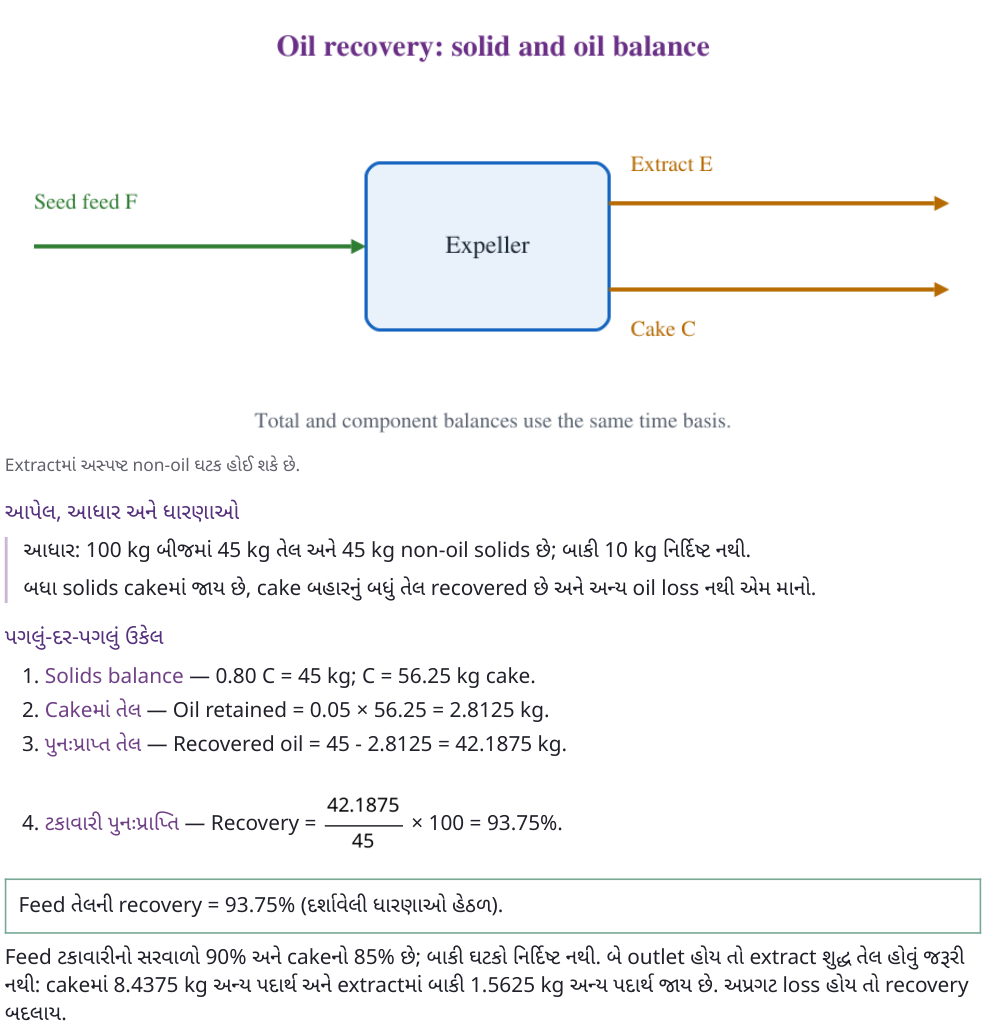 Oil recovery: solid and oil balance
Extract E
Seed feed F
Expeller
Cake C
Total and component balances use the same time basis.
Extractમાં અસ્પષ્ટ non-oil ઘટક હોઈ શકે છે.
આપેલ, આધાર અને ધારણાઓ
આધાર: 100 kg બીજમાં 45 kg તેલ અને 45 kg non-oil solids છે; બાકી 10 kg નિર્દિષ્ટ નથી.
બધા solids cakeમાં જાય છે, cake બહારનું બધું તેલ recovered છે અને અન્ય oil loss નથી એમ માનો.
પગલું-દર-પગલું ઉકેલ
1. Solids balance — 0.80 C = 45 kg; C = 56.25 kg cake.
2. Cakeમાં તેલ — Oil retained = 0.05 × 56.25 = 2.8125 kg.
3. પુનઃપ્રાપ્ત તેલ — Recovered oil = 45 - 2.8125 = 42.1875 kg.
4. ટકાવારી પુનઃપ્રાપ્તિ — Recovery = 42.1875 / 45 × 100 = 93.75%.
Feed તેલની recovery = 93.75% (દર્શાવેલી ધારણાઓ હેઠળ).
Feed ટકાવારીનો સરવાળો 90% અને cakeનો 85% છે; બાકી ઘટકો નિર્દિષ્ટ નથી. બે outlet હોય તો extract શુદ્ધ તેલ હોવું જરૂરી
નથી: cakeમાં 8.4375 kg અન્ય પદાર્થ અને extractમાં બાકી 1.5625 kg અન્ય પદાર્થ જાય છે. અપ્રગટ loss હોય તો recovery
બદલાય.